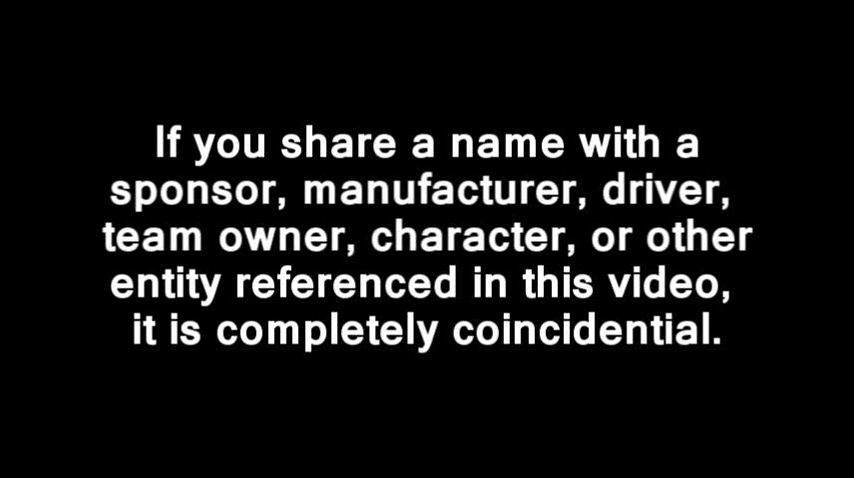 If you share a name with a
sponsor, manufacturer, driver,
team owner, character, or other
entity referenced in this video,
it is completely coincidential.